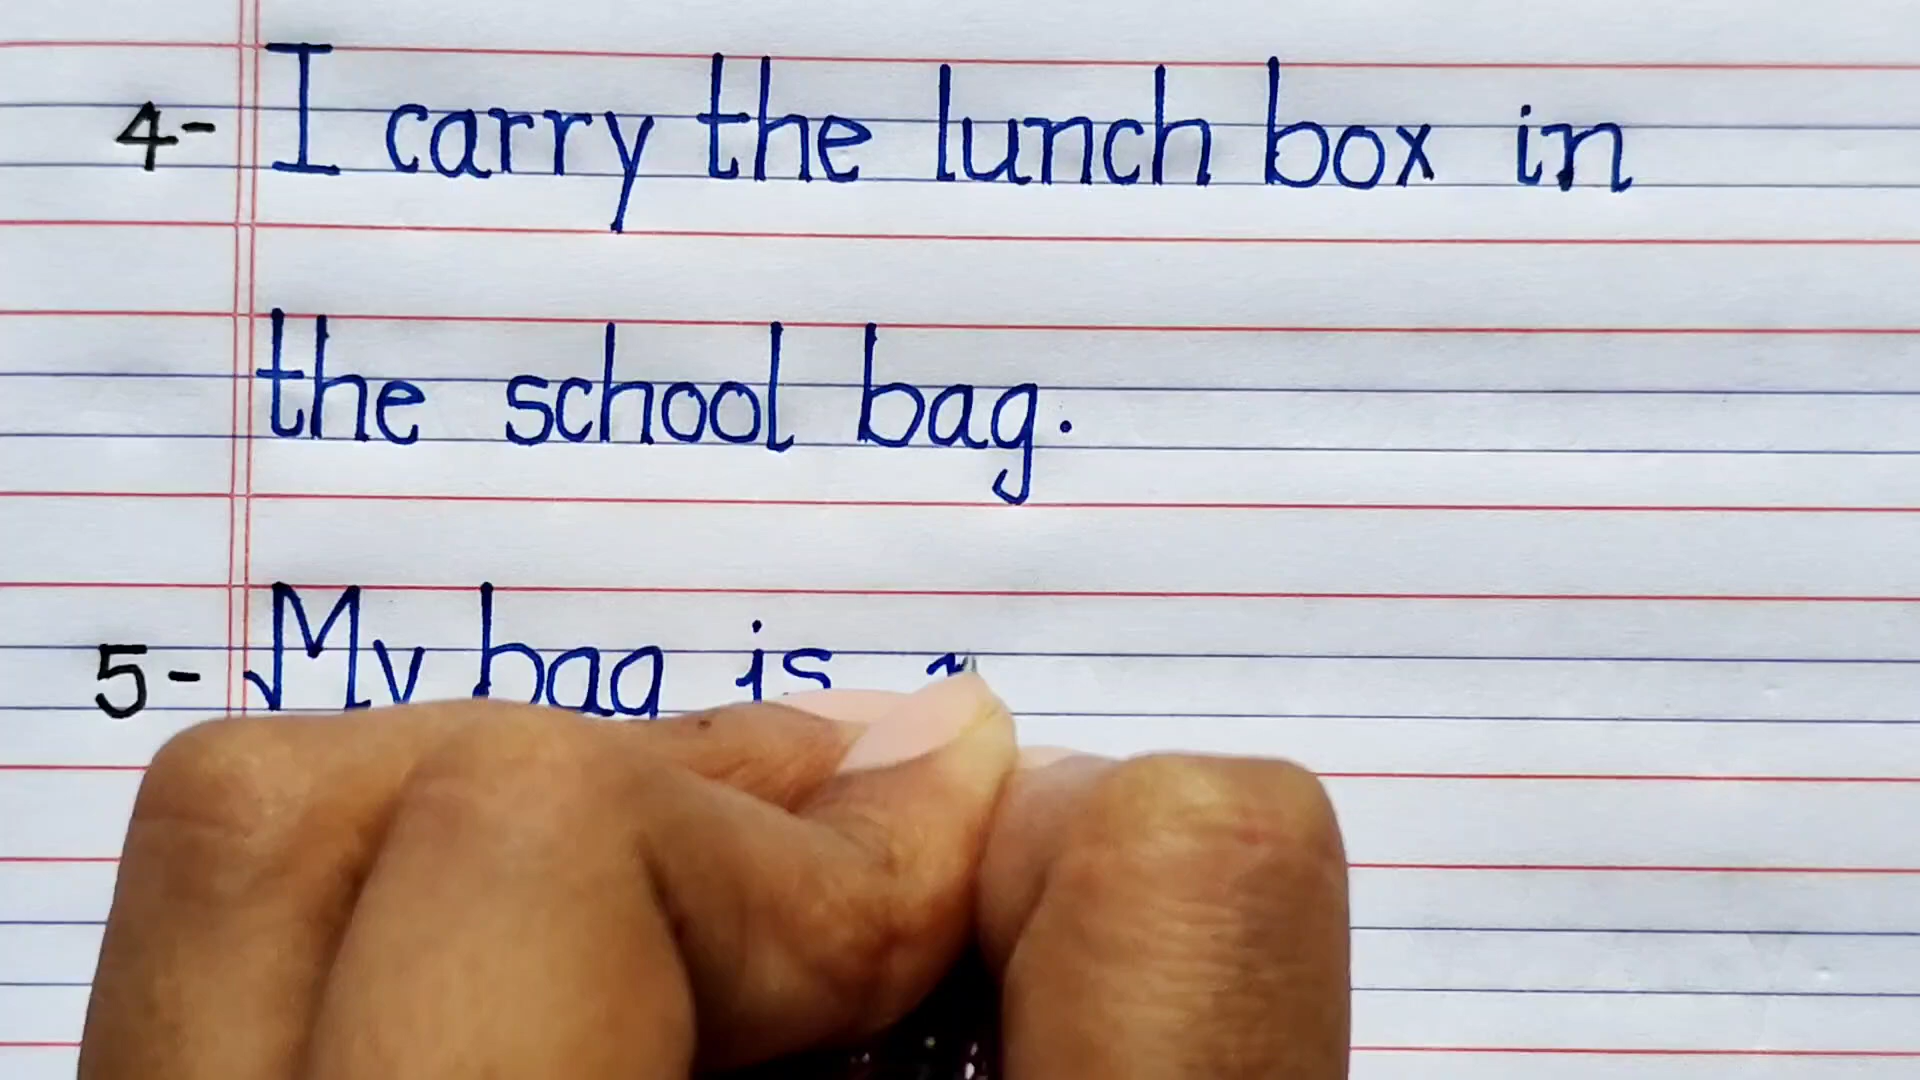 4- I carry the lunch box in
the school bag.
5- My bag is